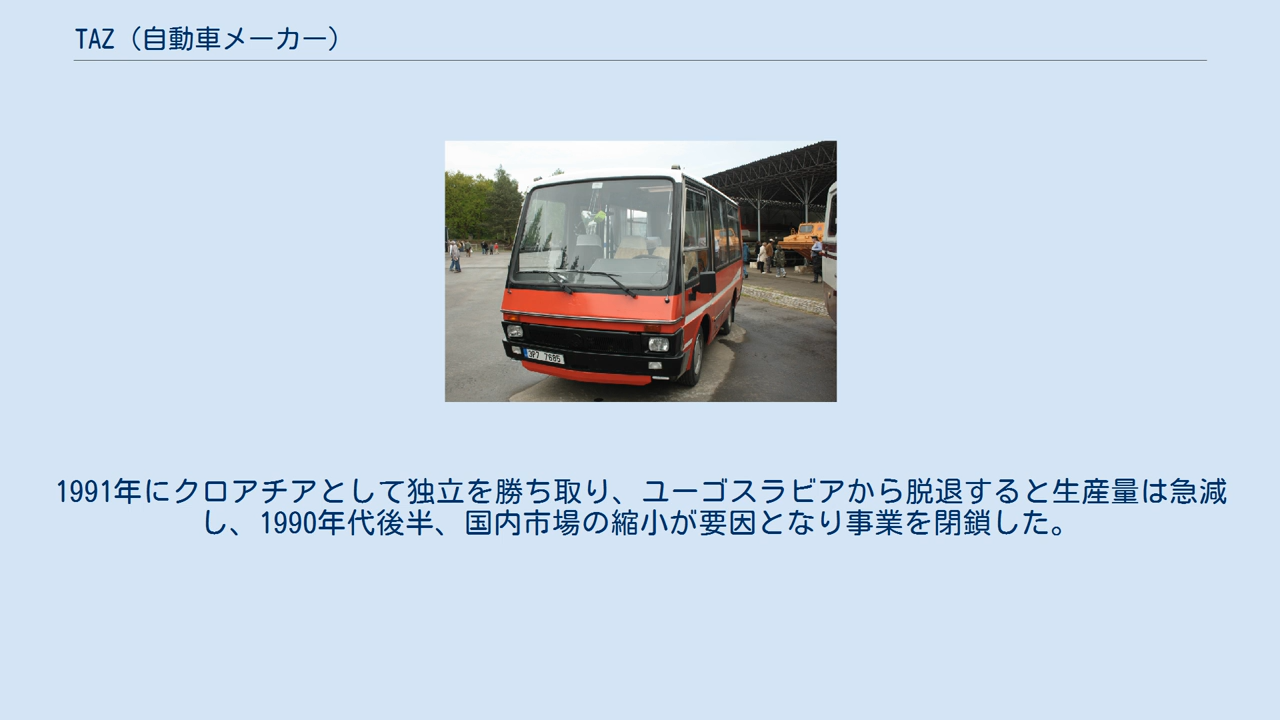 TAZ（自動車メーカー）
3P7 7685
1991年にクロアチアとして独立を勝ち取り、ユーゴスラビアから脱退すると生産量は急減
し、1990年代後半、国内市場の縮小が要因となり事業を閉鎖した。